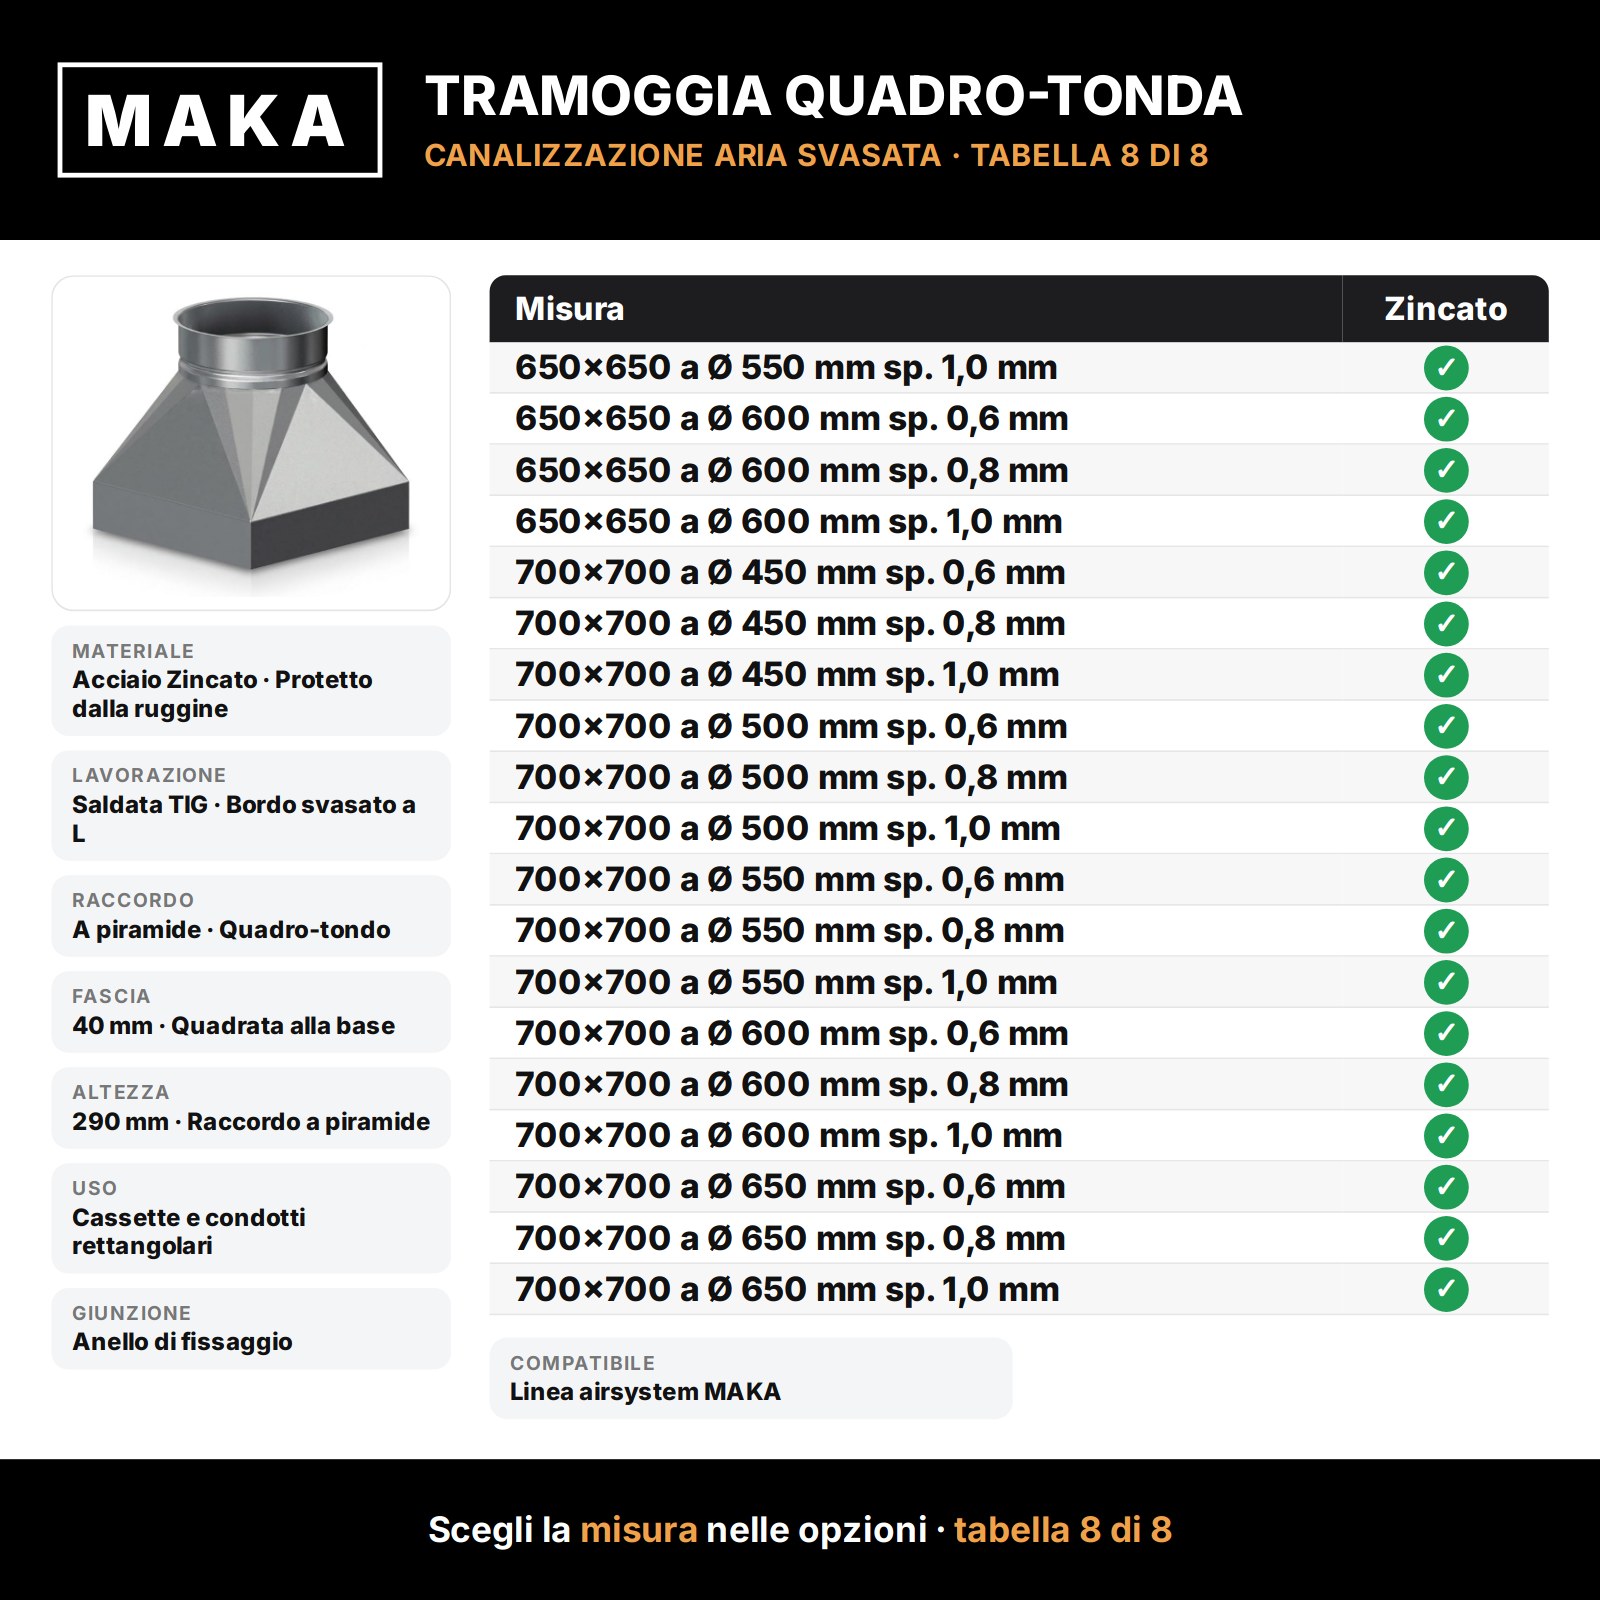 MAKA
TRAMOGGIA QUADRO-TONDA
CANALIZZAZIONE ARIA SVASATA · TABELLA 8 DI 8
MATERIALE
Acciaio Zincato · Protetto
dalla ruggine
LAVORAZIONE
Saldata TIG · Bordo svasato a
L
RACCORDO
A piramide · Quadro-tondo
FASCIA
40 mm · Quadrata alla base
ALTEZZA
290 mm · Raccordo a piramide
USO
Cassette e condotti
rettangolari
GIUNZIONE
Anello di fissaggio
Misura Zincato
650×650 a Ø 550 mm sp. 1,0 mm ✓
650×650 a Ø 600 mm sp. 0,6 mm ✓
650×650 a Ø 600 mm sp. 0,8 mm ✓
650×650 a Ø 600 mm sp. 1,0 mm ✓
700×700 a Ø 450 mm sp. 0,6 mm ✓
700×700 a Ø 450 mm sp. 0,8 mm ✓
700×700 a Ø 450 mm sp. 1,0 mm ✓
700×700 a Ø 500 mm sp. 0,6 mm ✓
700×700 a Ø 500 mm sp. 0,8 mm ✓
700×700 a Ø 500 mm sp. 1,0 mm ✓
700×700 a Ø 550 mm sp. 0,6 mm ✓
700×700 a Ø 550 mm sp. 0,8 mm ✓
700×700 a Ø 550 mm sp. 1,0 mm ✓
700×700 a Ø 600 mm sp. 0,6 mm ✓
700×700 a Ø 600 mm sp. 0,8 mm ✓
700×700 a Ø 600 mm sp. 1,0 mm ✓
700×700 a Ø 650 mm sp. 0,6 mm ✓
700×700 a Ø 650 mm sp. 0,8 mm ✓
700×700 a Ø 650 mm sp. 1,0 mm ✓
COMPATIBILE
Linea airsystem MAKA
Scegli la misura nelle opzioni · tabella 8 di 8